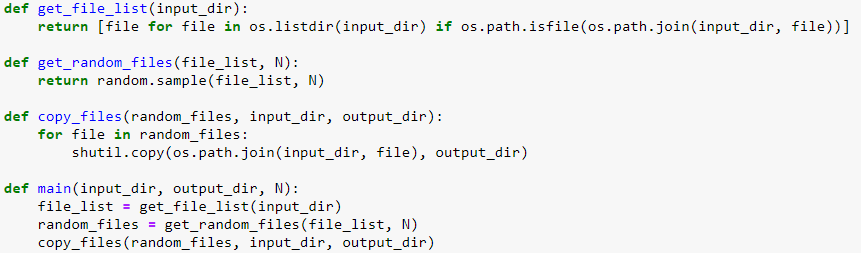 def get_file_list(input_dir):
    return [file for file in os.listdir(input_dir) if os.path.isfile(os.path.join(input_dir, file))]

def get_random_files(file_list, N):
    return random.sample(file_list, N)

def copy_files(random_files, input_dir, output_dir):
    for file in random_files:
        shutil.copy(os.path.join(input_dir, file), output_dir)

def main(input_dir, output_dir, N):
    file_list = get_file_list(input_dir)
    random_files = get_random_files(file_list, N)
    copy_files(random_files, input_dir, output_dir)